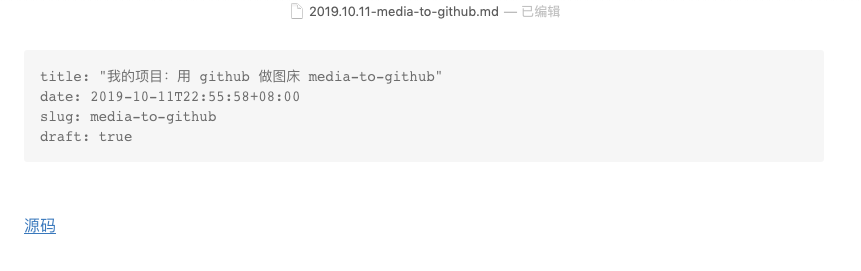 2019.10.11-media-to-github.md — 已编辑
title: "我的项目：用 github 做图床 media-to-github"
date: 2019-10-11T22:55:58+08:00
slug: media-to-github
draft: true
源码